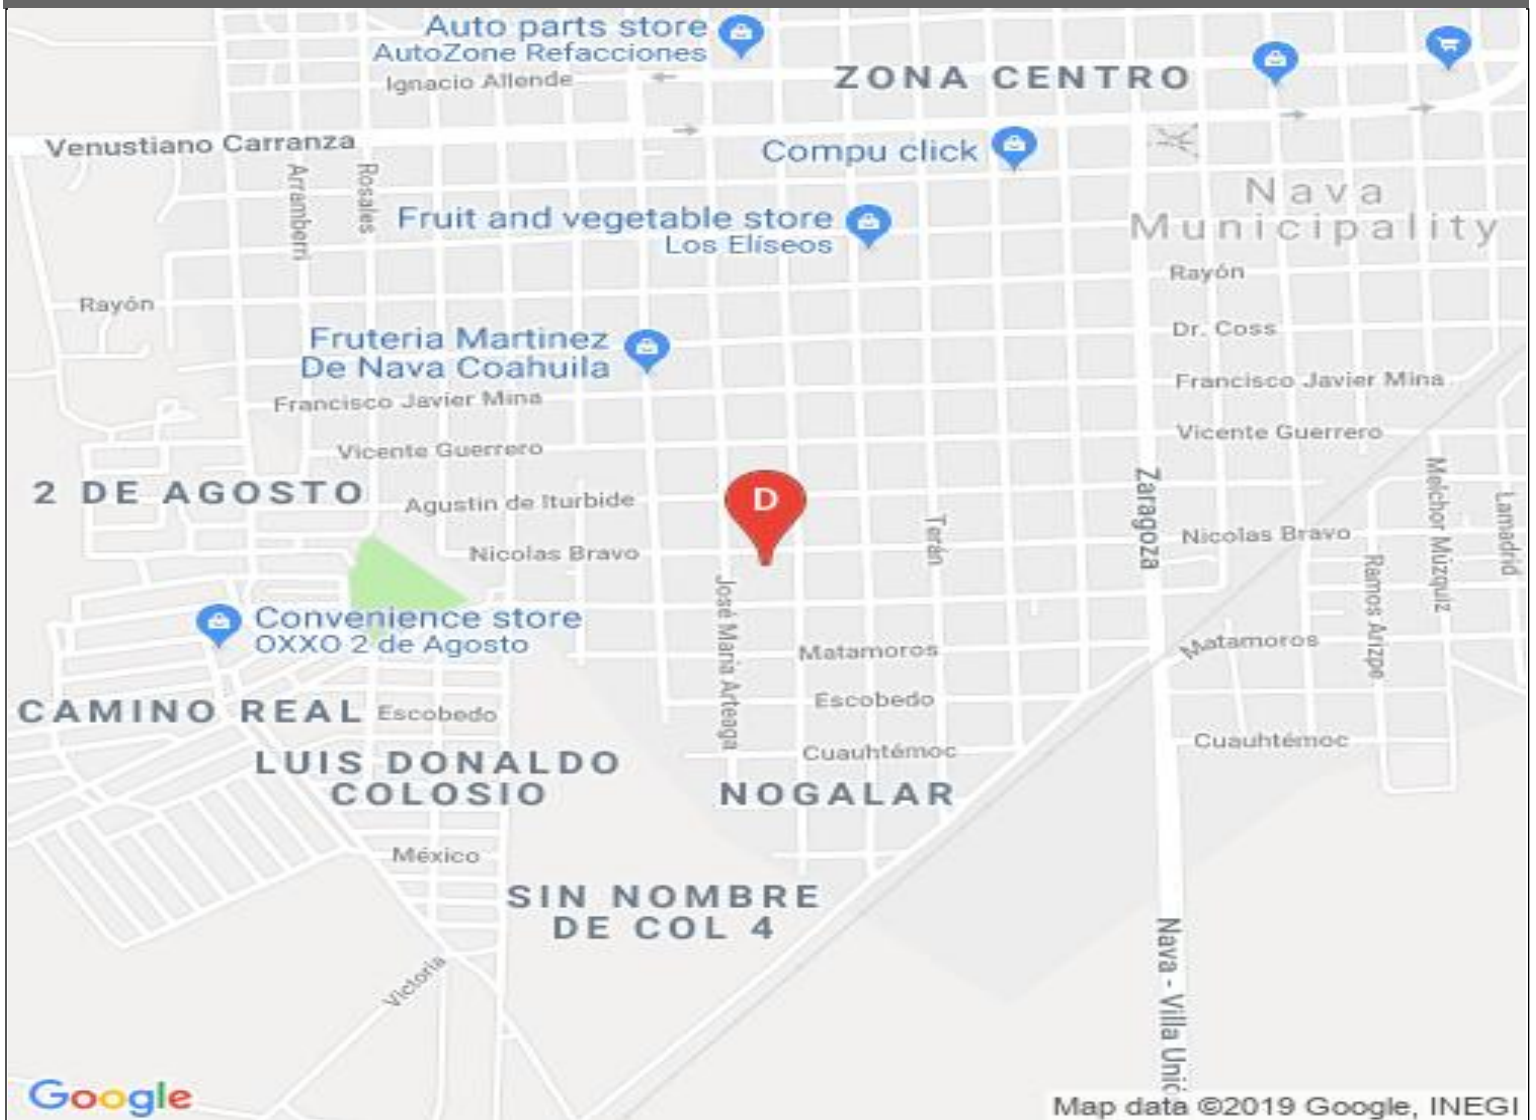 Auto parts store
AutoZone Refacciones
Ignacio Allende
ZONA CENTRO
Venustiano Carranza
Compu click
Arramberri
Rosales
Nava
Municipality
Fruit and vegetable store
Los Elíseos
Rayón
Rayón
Fruteria Martinez
De Nava Coahuila
Dr. Coss
Francisco Javier Mina
Francisco Javier Mina
Vicente Guerrero
Vicente Guerrero
2 DE AGOSTO
Agustin de Iturbide
D
Terán
Zaragoza
Melchor Múzquiz
Lamadrid
Nicolas Bravo
Nicolas Bravo
Ramos Arizpe
José Maria Arteaga
Convenience store
OXXO 2 de Agosto
Matamoros
Matamoros
CAMINO REAL
Escobedo
Escobedo
Cuauhtémoc
Cuauhtémoc
LUIS DONALDO
COLOSIO
NOGALAR
México
SIN NOMBRE
DE COL 4
Victoria
Nava - Villa Unió
Google
Map data ©2019 Google, INEGI